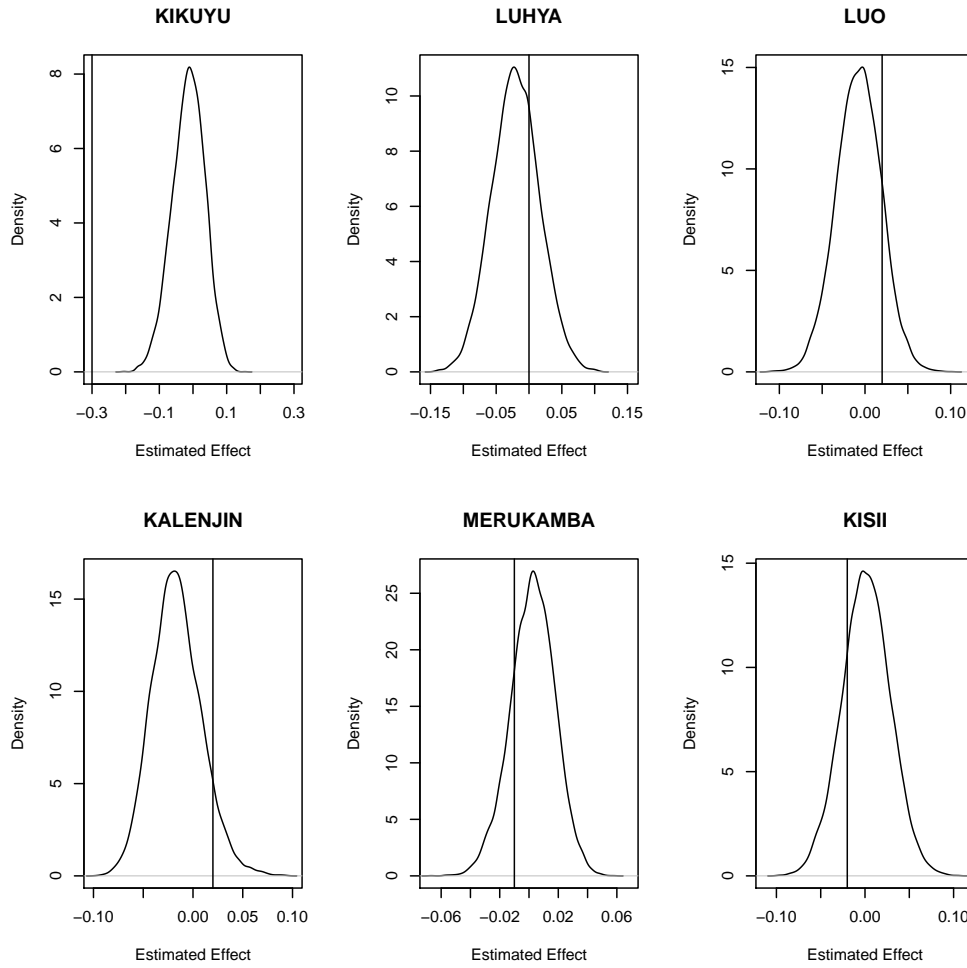 KIKUYU
Density
0 2 4 6 8
−0.3 −0.1 0.1 0.3
Estimated Effect
LUHYA
Density
0 2 4 6 8 10
−0.15 −0.05 0.05 0.15
Estimated Effect
LUO
Density
0 5 10 15
−0.10 0.00 0.10
Estimated Effect
KALENJIN
Density
0 5 10 15
−0.10 0.00 0.05 0.10
Estimated Effect
MERUKAMBA
Density
0 5 10 15 20 25
−0.06 −0.02 0.02 0.06
Estimated Effect
KISII
Density
0 5 10 15
−0.10 0.00 0.10
Estimated Effect